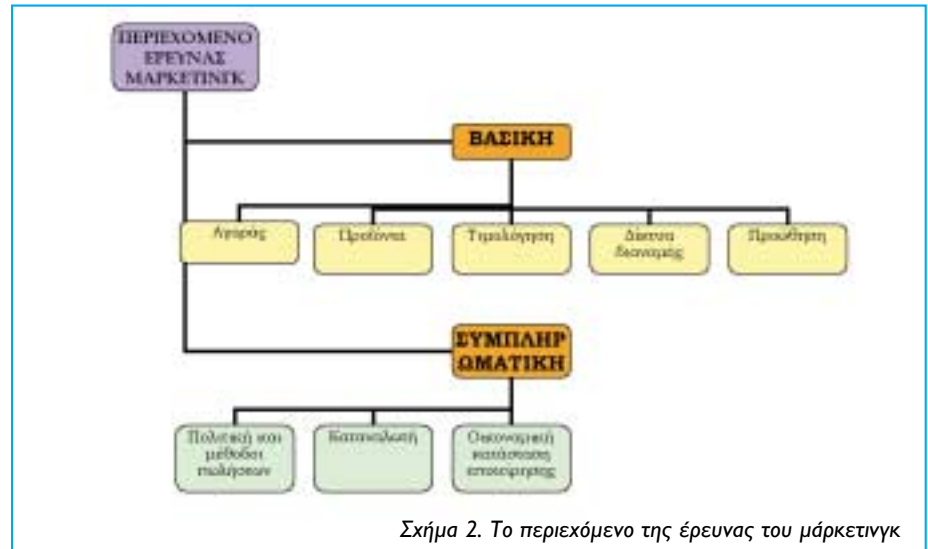 ΠΕΡΙΕΧΟΜΕΝΟ
ΕΡΕΥΝΑΣ
ΜΑΡΚΕΤΙΝΓΚ
ΒΑΣΙΚΗ
Αγοράς
Προϊόντα
Τιμολόγηση
Δίκτυα
διανομής
Προώθηση
ΣΥΜΠΛΗΡ
ΩΜΑΤΙΚΗ
Πολιτική και
μέθοδοι
πωλήσεων
Καταναλωτή
Οικονομική
κατάσταση
επιχείρησης
Σχήμα 2. Το περιεχόμενο της έρευνας του μάρκετινγκ